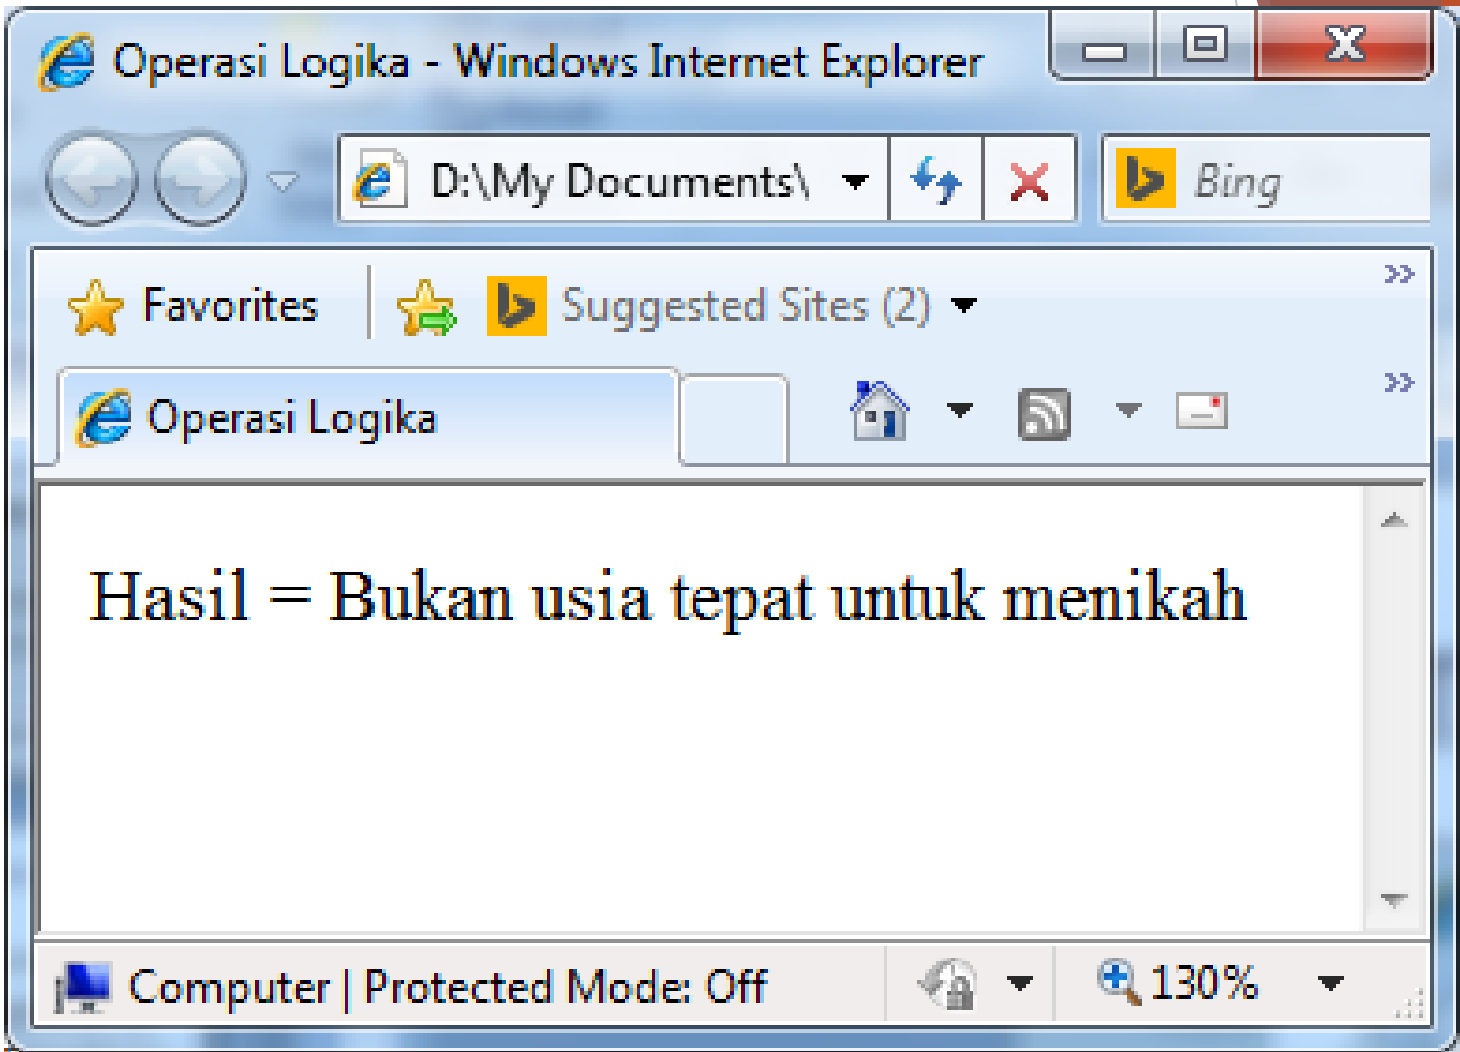 Operasi Logika - Windows Internet Explorer
D:\My Documents\ Bing
Favorites Suggested Sites (2)
Operasi Logika
Hasil = Bukan usia tepat untuk menikah
Computer | Protected Mode: Off 130%